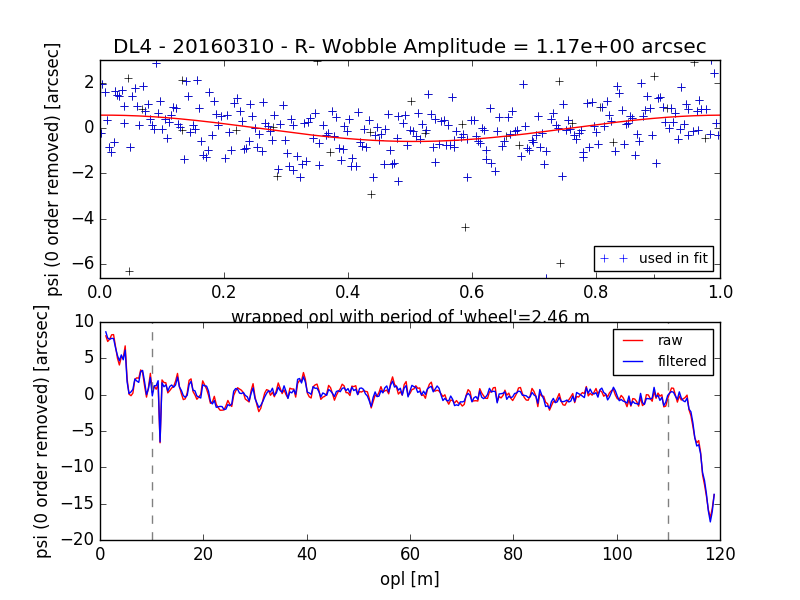 DL4 - 20160310 - R- Wobble Amplitude = 1.17e+00 arcsec
psi (0 order removed) [arcsec]
2
0
−2
−4
−6
used in fit
0.0 0.2 0.4 0.6 0.8 1.0
wrapped opl with period of 'wheel'=2.46 m
psi (0 order removed) [arcsec]
10
5
0
−5
−10
−15
−20
raw
filtered
0 20 40 60 80 100 120
opl [m]